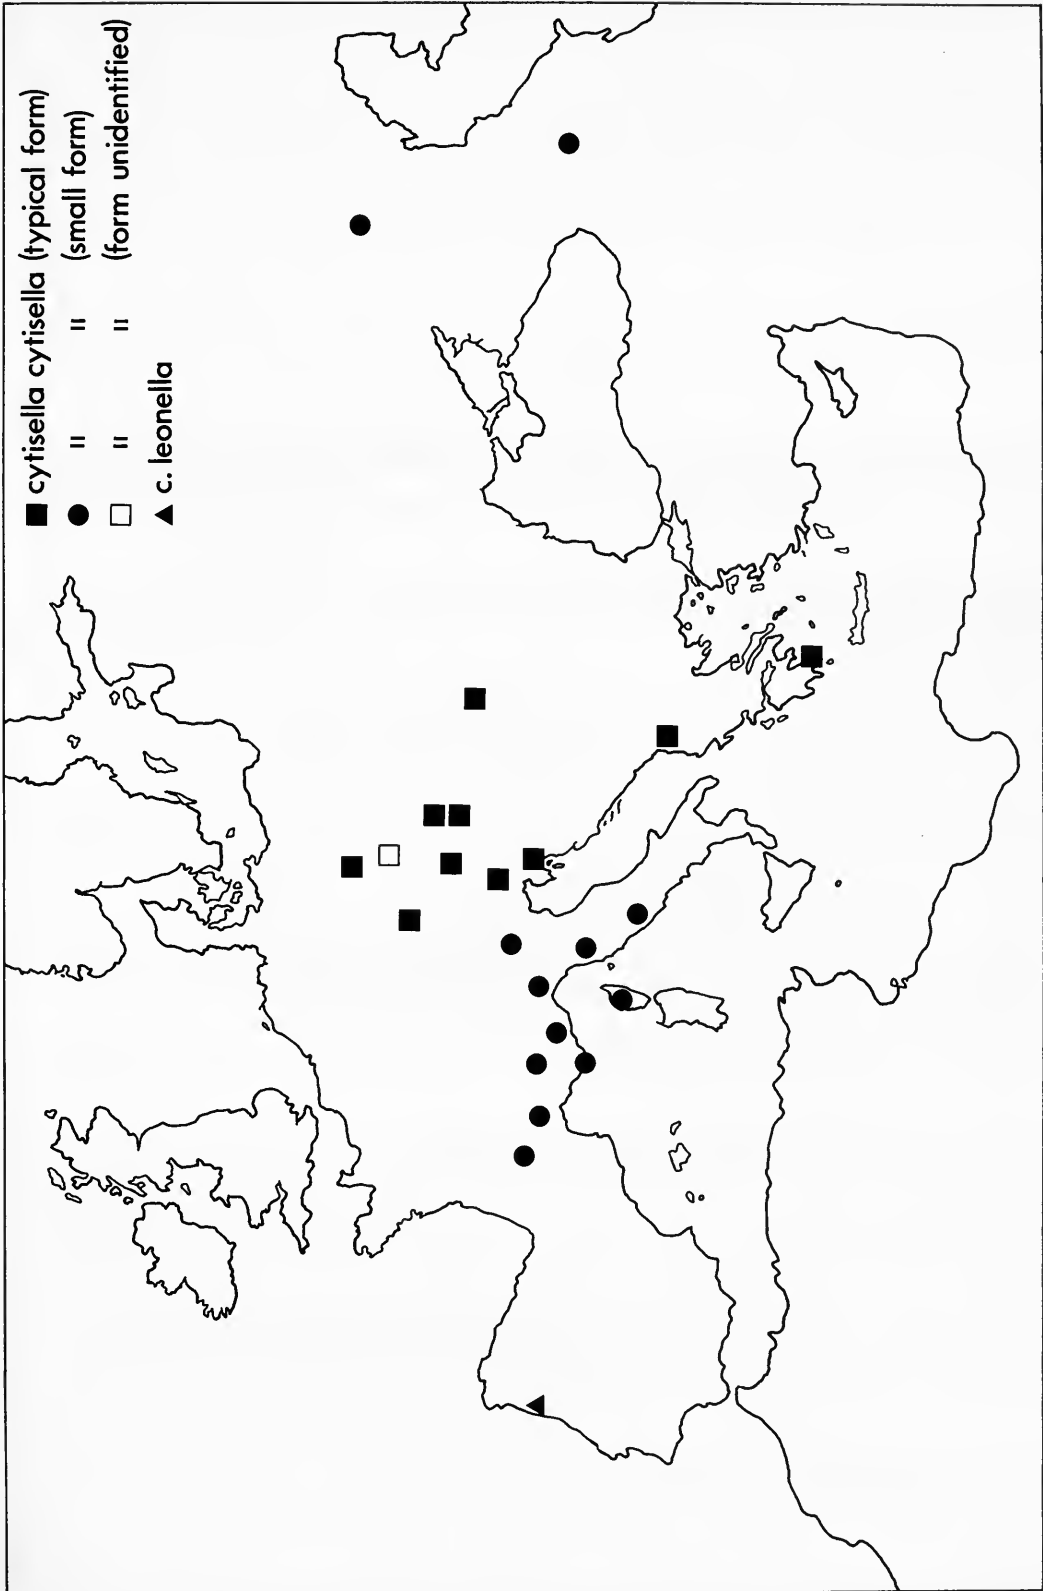 ■ cytisella cytisella (typical form)
● " " (small form)
□ " " (form unidentified)
▲ c. leonella